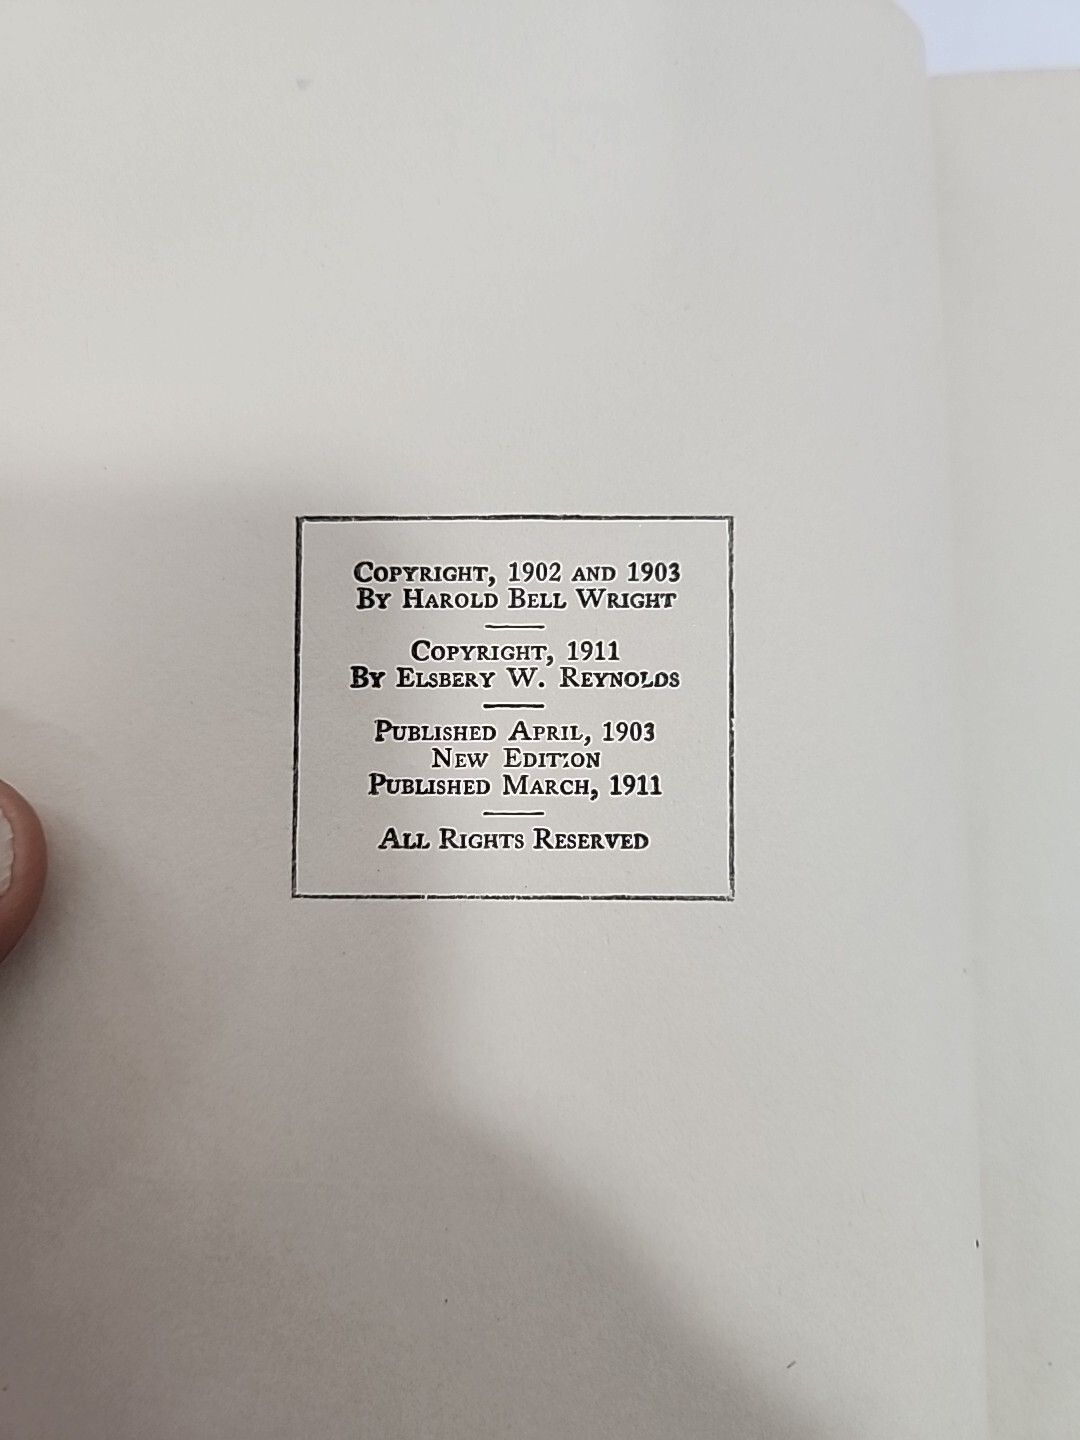 Copyright, 1902 and 1903
By Harold Bell Wright
Copyright, 1911
By Elsbery W. Reynolds
Published April, 1903
New Edition
Published March, 1911
All Rights Reserved